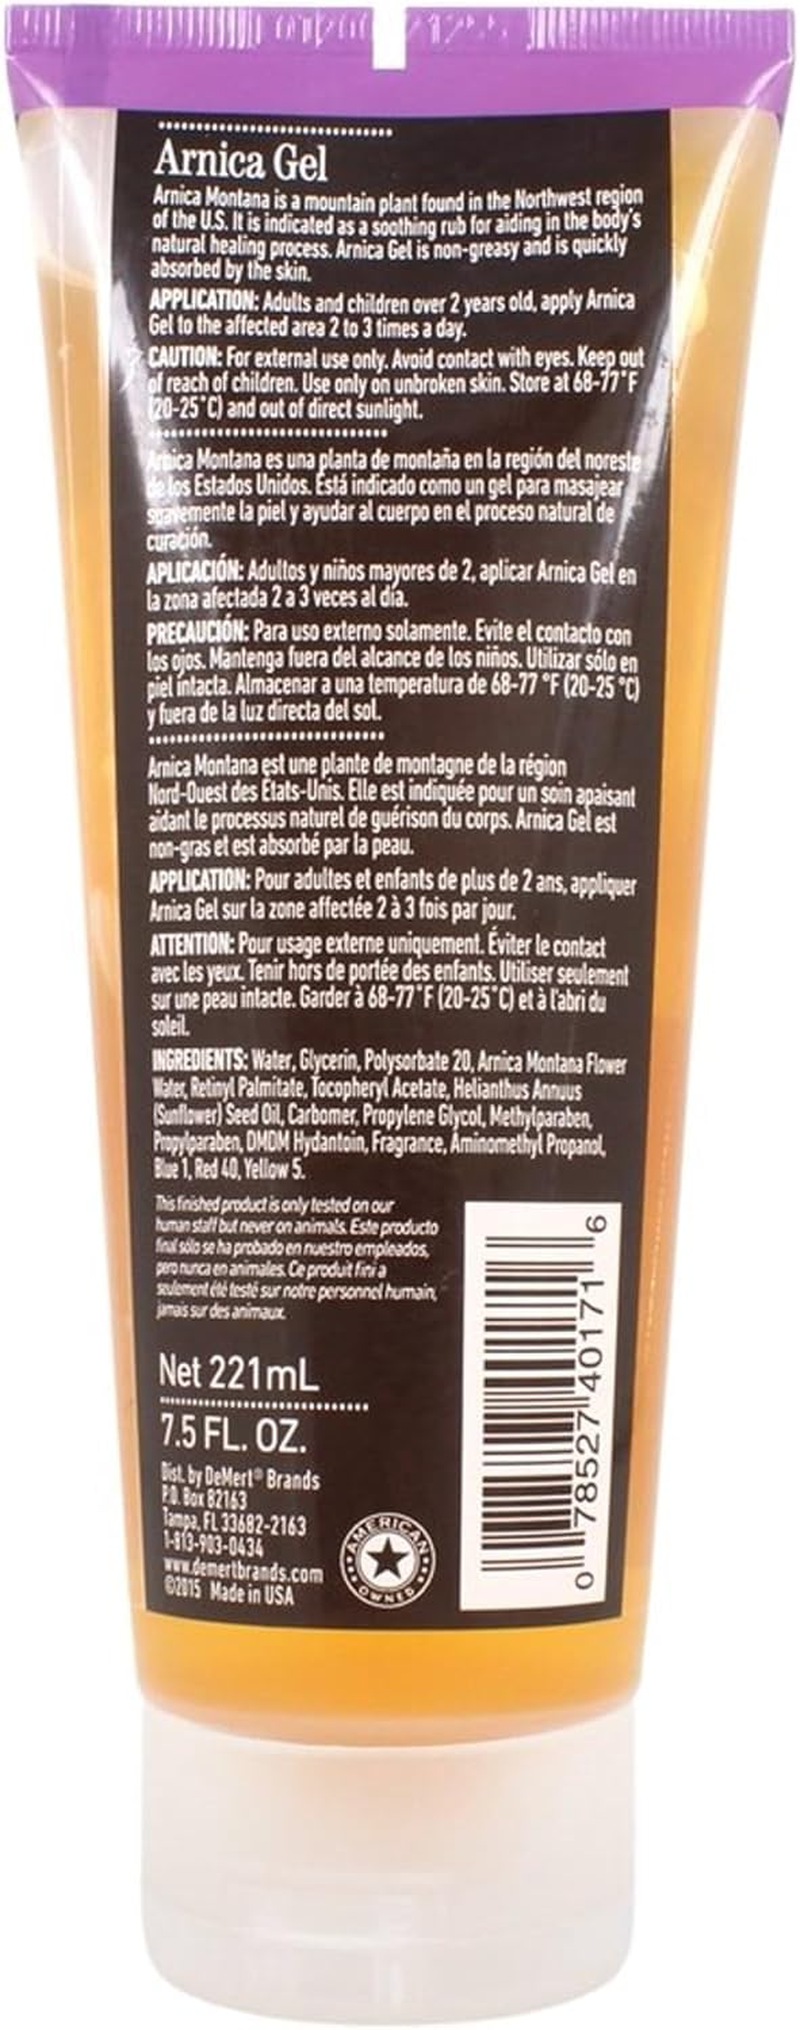 Arnica Gel
Arnica Montana is a mountain plant found in the Northwest region
of the U.S. It is indicated as a soothing rub for aiding in the body's
natural healing process. Arnica Gel is non-greasy and is quickly
absorbed by the skin.
APPLICATION: Adults and children over 2 years old, apply Arnica
Gel to the affected area 2 to 3 times a day.
CAUTION: For external use only. Avoid contact with eyes. Keep out
of reach of children. Use only on unbroken skin. Store at 68-77°F
(20-25°C) and out of direct sunlight.
Arnica Montana es una planta de montaña en la región del noreste
de los Estados Unidos. Está indicado como un gel para masajear
suavemente la piel y ayudar al cuerpo en el proceso natural de
curación.
APLICACIÓN: Adultos y niños mayores de 2, aplicar Arnica Gel en
la zona afectada 2 a 3 veces al día.
PRECAUCIÓN: Para uso externo solamente. Evite el contacto con
los ojos. Mantenga fuera del alcance de los niños. Utilizar sólo en
piel intacta. Almacenar a una temperatura de 68-77 °F (20-25 °C)
y fuera de la luz directa del sol.
Arnica Montana est une plante de montagne de la région
Nord-Ouest des États-Unis. Elle est indiquée pour un soin apaisant
aidant le processus naturel de guérison du corps. Arnica Gel est
non-gras et est absorbé par la peau.
APPLICATION: Pour adultes et enfants de plus de 2 ans, appliquer
Arnica Gel sur la zone affectée 2 à 3 fois par jour.
ATTENTION: Pour usage externe uniquement. Éviter le contact
avec les yeux. Tenir hors de portée des enfants. Utiliser seulement
sur une peau intacte. Garder à 68-77°F (20-25°C) et à l'abri du
soleil.
INGREDIENTS: Water, Glycerin, Polysorbate 20, Arnica Montana Flower
Water, Retinyl Palmitate, Tocopheryl Acetate, Helianthus Annuus
(Sunflower) Seed Oil, Carbomer, Propylene Glycol, Methylparaben,
Propylparaben, DMDM Hydantoin, Fragrance, Aminomethyl Propanol,
Blue 1, Red 40, Yellow 5.
This finished product is only tested on our
human staff but never on animals. Este producto
final sólo se ha probado en nuestro empleados,
pero nunca en animales. Ce produit fini a
seulement été testé sur notre personnel humain,
jamais sur des animaux.
Net 221mL
7.5 FL. OZ.
Dist. by DeMert® Brands
P.O. Box 82163
Tampa, FL 33682-2163
1-813-903-0434
www.demertbrands.com
©2015 Made in USA
AMERICAN
OWNED
0 78527 40171 6